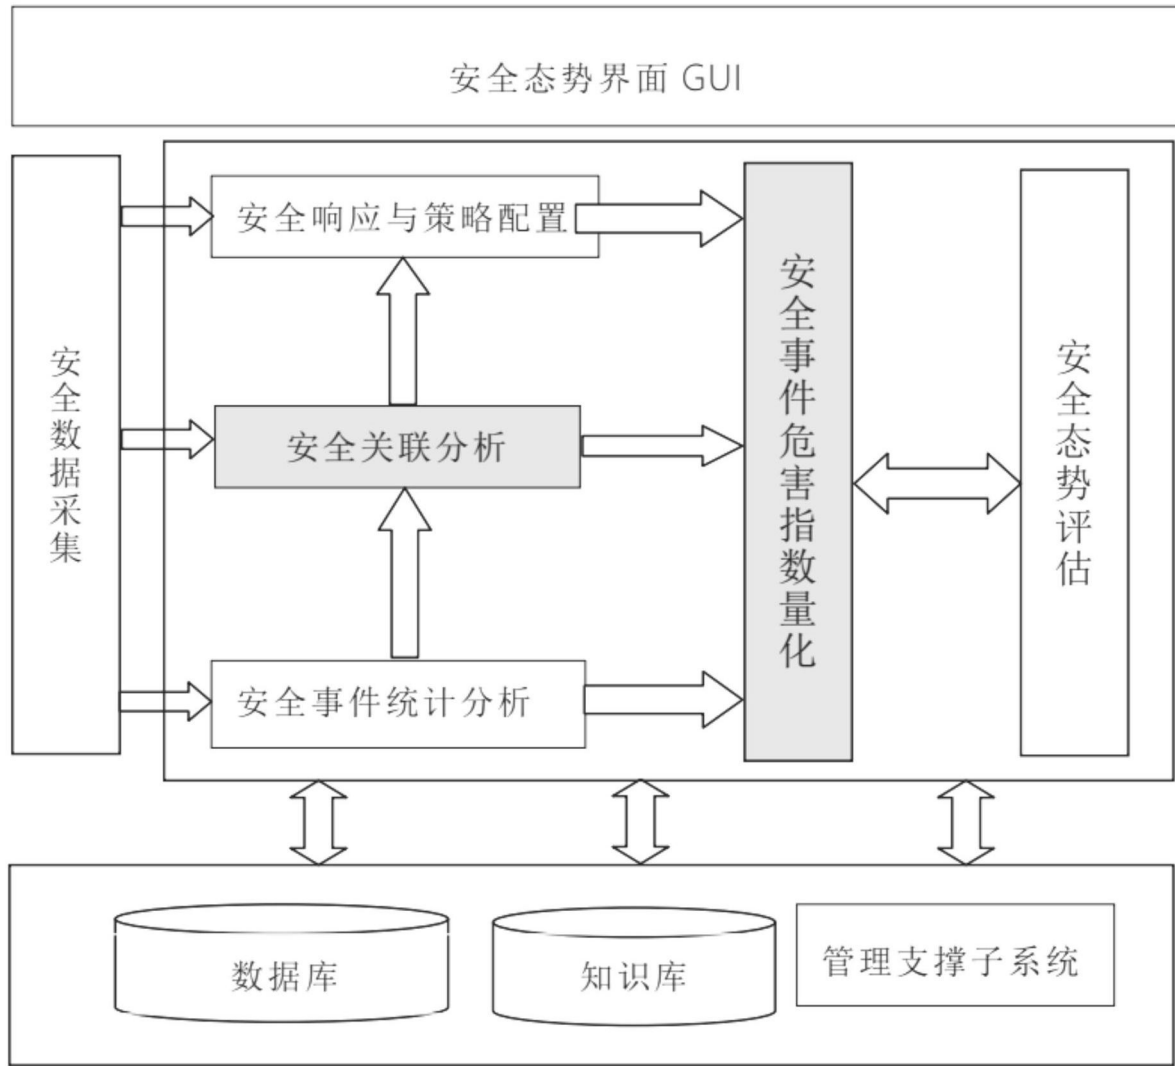 安全态势界面 GUI
安全数据采集
安全响应与策略配置
安全关联分析
安全事件统计分析
安全事件危害指数量化
安全态势评估
数据库
知识库
管理支撑子系统